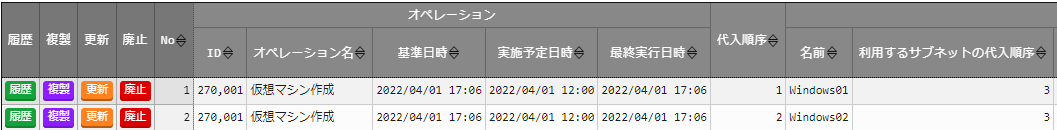 オペレーション
履歴 複製 更新 廃止 No 代入順序
ID オペレーション名 基準日時 実施予定日時 最終実行日時 名前 利用するサブネットの代入順序
履歴 複製 更新 廃止 1 270,001 仮想マシン作成 2022/04/01 17:06 2022/04/01 12:00 2022/04/01 17:06 1 Windows01 3
履歴 複製 更新 廃止 2 270,001 仮想マシン作成 2022/04/01 17:06 2022/04/01 12:00 2022/04/01 17:06 2 Windows02 3